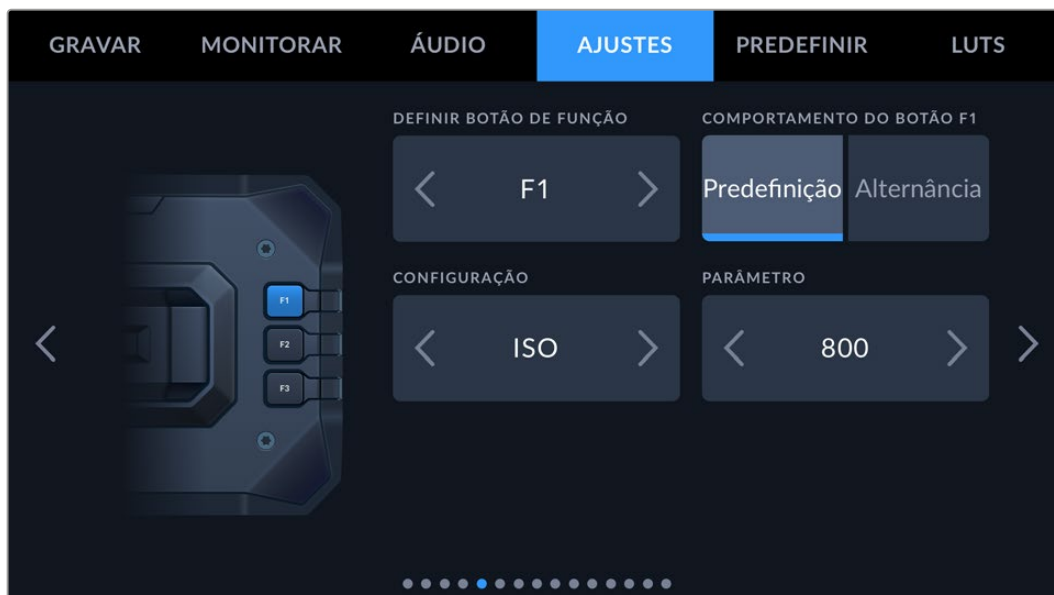 GRAVAR MONITORAR ÁUDIO AJUSTES PREDEFINIR LUTS
DEFINIR BOTÃO DE FUNÇÃO COMPORTAMENTO DO BOTÃO F1
F1 Predefinição Alternância
CONFIGURAÇÃO PARÂMETRO
ISO 800
F1
F2
F3